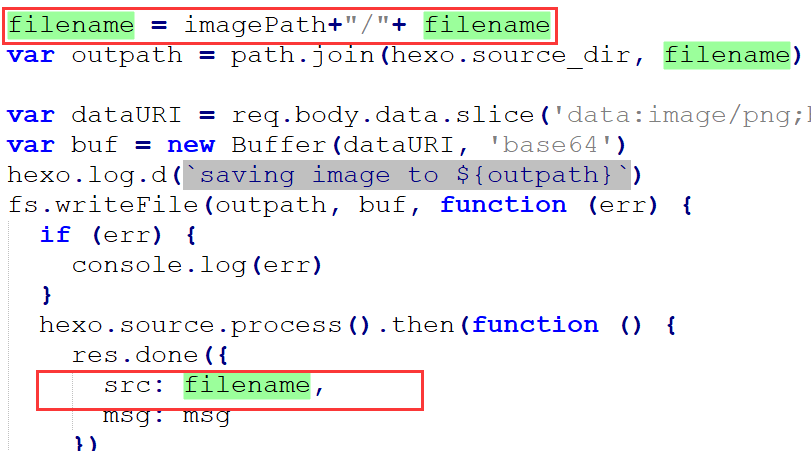 filename = imagePath+"/"+ filename
var outpath = path.join(hexo.source_dir, filename)
var dataURI = req.body.data.slice('data:image/png;
var buf = new Buffer(dataURI, 'base64')
hexo.log.d(`saving image to ${outpath}`)
fs.writeFile(outpath, buf, function (err) {
if (err) {
console.log(err)
}
hexo.source.process().then(function () {
res.done({
src: filename,
msg: msg
})